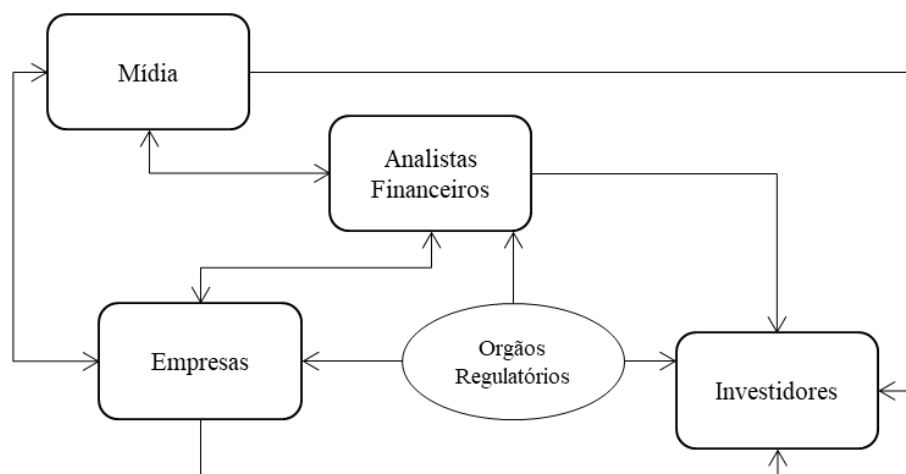 Mídia
Analistas
Financeiros
Empresas
Orgãos
Regulatórios
Investidores